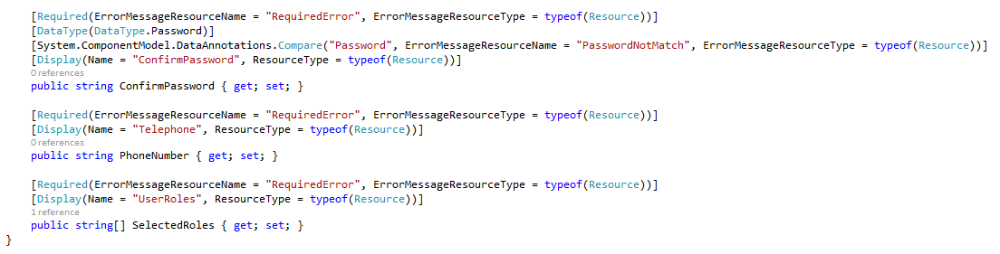 [Required(ErrorMessageResourceName = "RequiredError", ErrorMessageResourceType = typeof(Resource))]
[DataType(DataType.Password)]
[System.ComponentModel.DataAnnotations.Compare("Password", ErrorMessageResourceName = "PasswordNotMatch", ErrorMessageResourceType = typeof(Resource))]
[Display(Name = "ConfirmPassword", ResourceType = typeof(Resource))]
0 references
public string ConfirmPassword { get; set; }
[Required(ErrorMessageResourceName = "RequiredError", ErrorMessageResourceType = typeof(Resource))]
[Display(Name = "Telephone", ResourceType = typeof(Resource))]
0 references
public string PhoneNumber { get; set; }
[Required(ErrorMessageResourceName = "RequiredError", ErrorMessageResourceType = typeof(Resource))]
[Display(Name = "UserRoles", ResourceType = typeof(Resource))]
1 reference
public string[] SelectedRoles { get; set; }
}